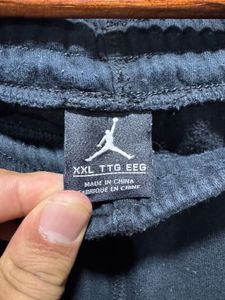 XXL TTG EEG
MADE IN CHINA
FABRIQUÉ EN CHINE